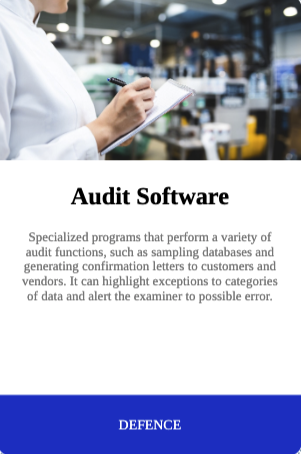 Audit Software
Specialized programs that perform a variety of
audit functions, such as sampling databases and
generating confirmation letters to customers and
vendors. It can highlight exceptions to categories
of data and alert the examiner to possible error.
DEFENCE